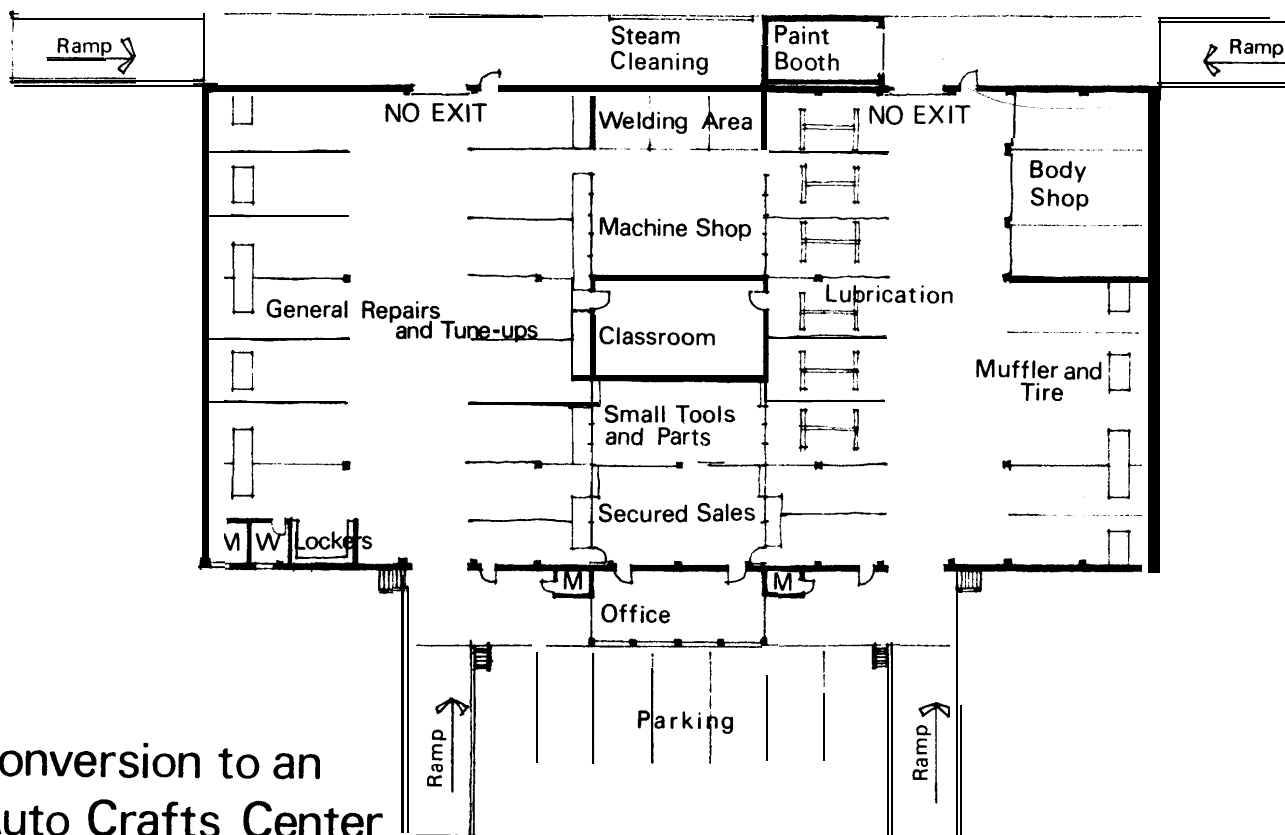 Ramp
Steam
Cleaning
Paint
Booth
Ramp
NO EXIT
Welding Area
NO EXIT
Body
Shop
Machine Shop
General Repairs
and Tune-ups
Classroom
Lubrication
Muffler and
Tire
Small Tools
and Parts
Secured Sales
M
W
Lockers
M
M
Office
Parking
Ramp
Ramp
onversion to an
uto Crafts Center